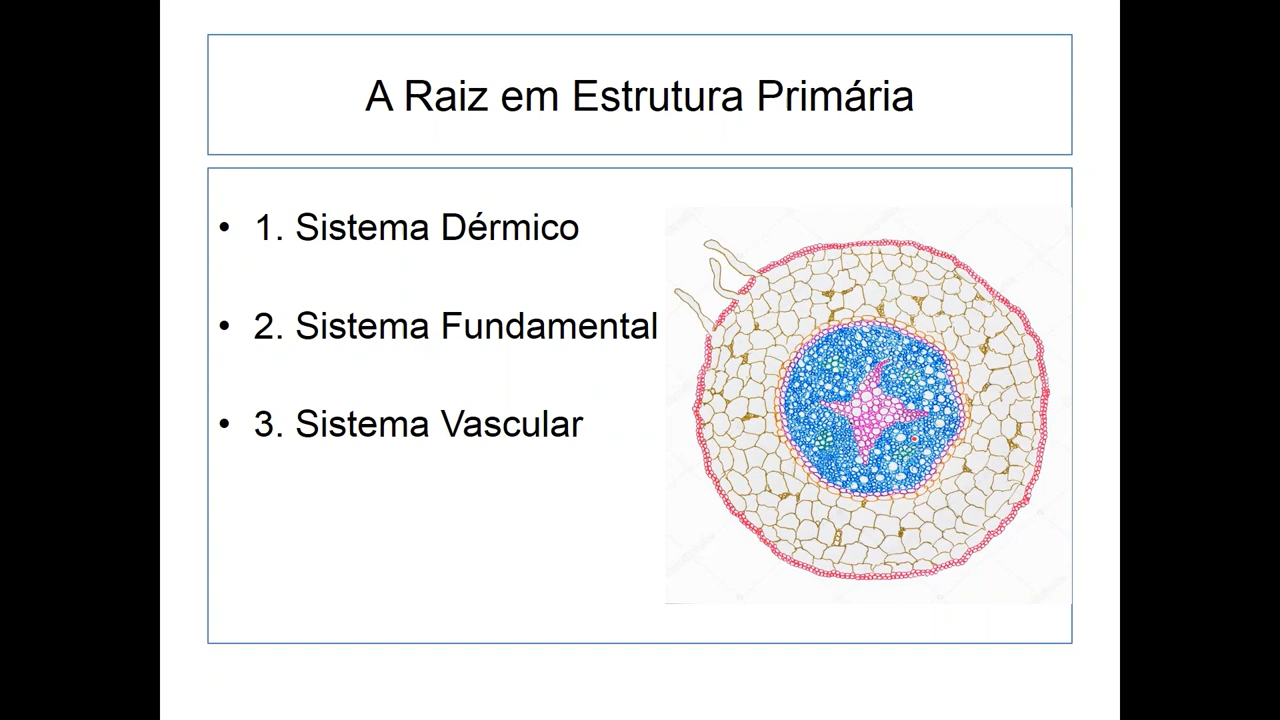 A Raiz em Estrutura Primária
• 1. Sistema Dérmico
• 2. Sistema Fundamental
• 3. Sistema Vascular